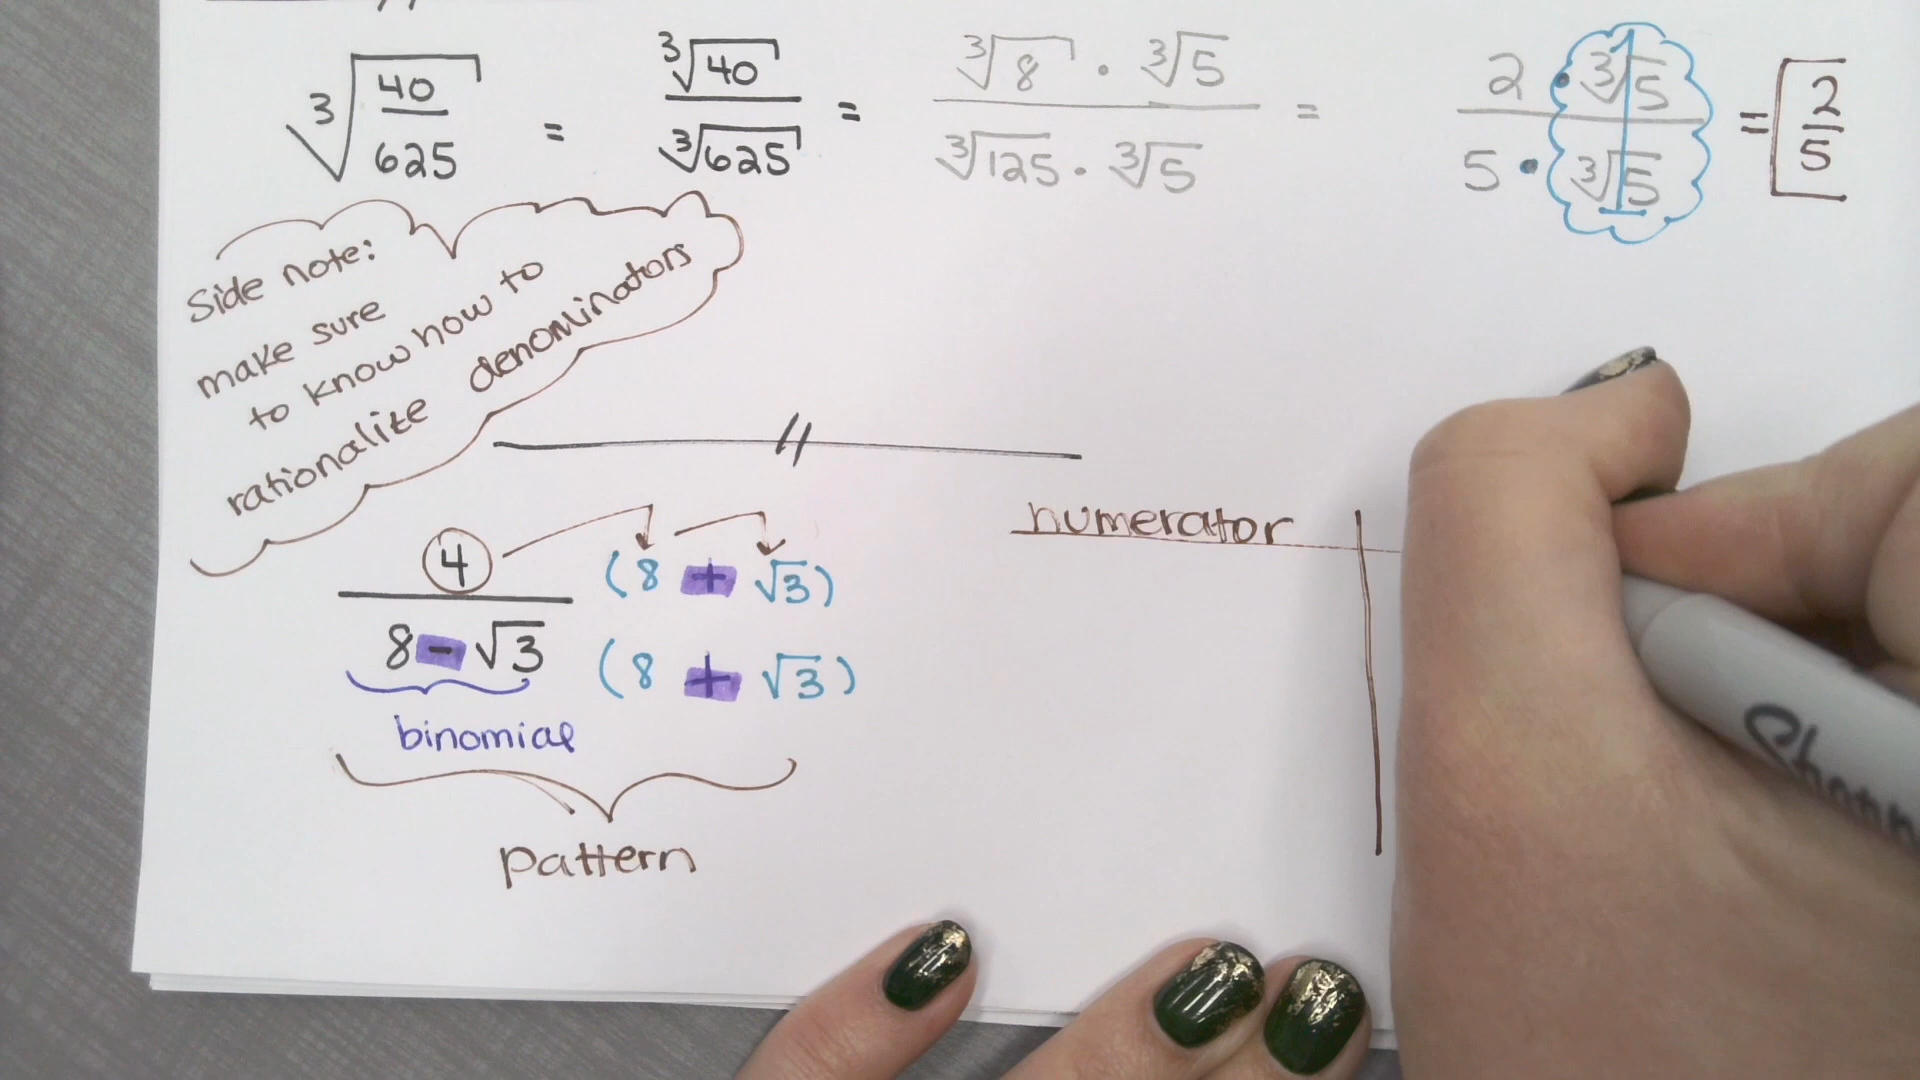 ∛(40/625) = ∛40/∛625 = (∛8 · ∛5)/(∛125 · ∛5) = (2 · ∛5)/(5 · ∛5) = [2/5]
Side note:
make sure
to know how to
rationalize denominators
numerator
4 (8 + √3)
8 - √3 (8 + √3)
binomial
pattern